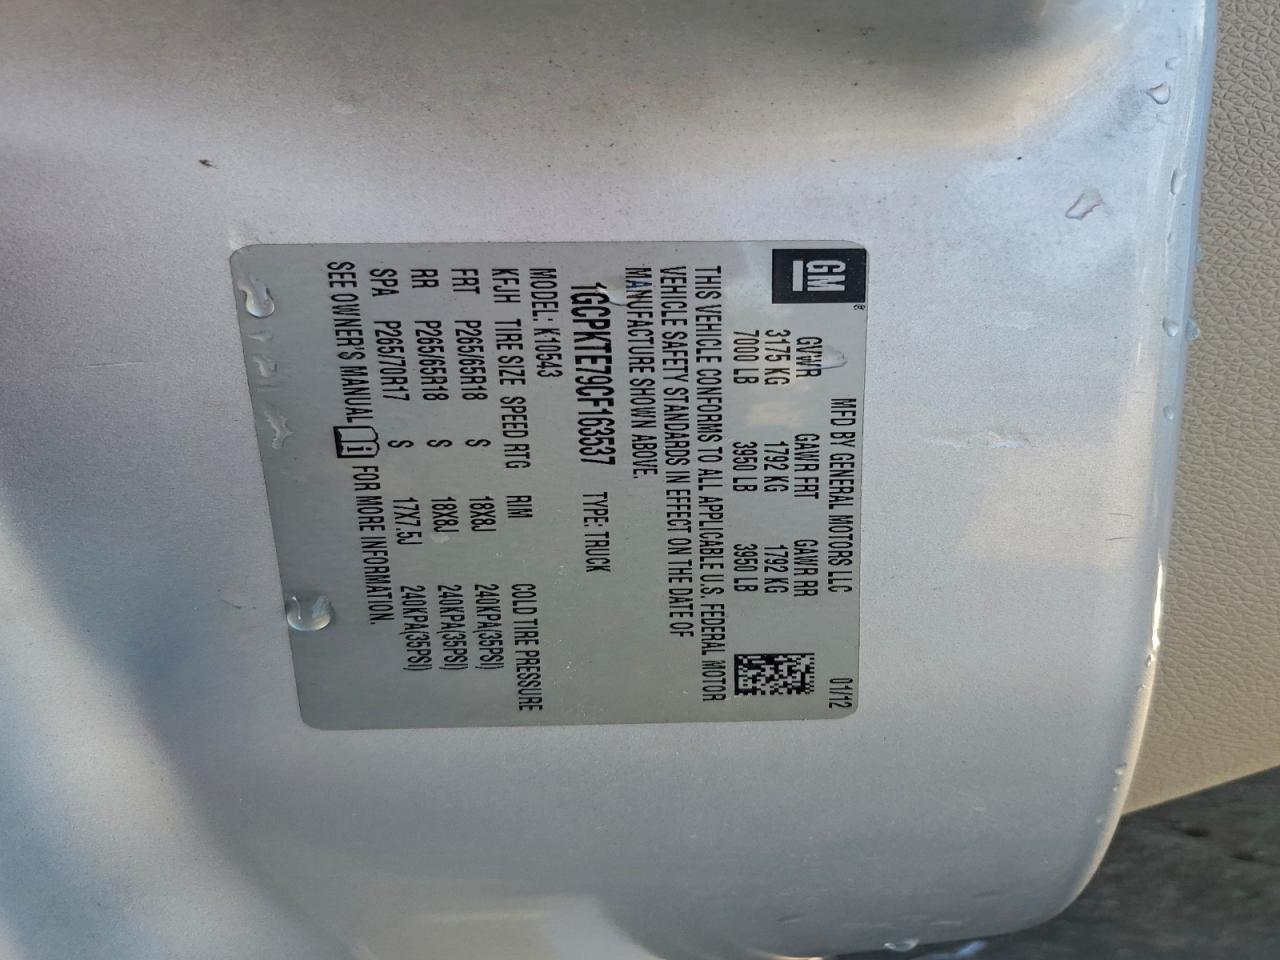 GM®
MFD BY GENERAL MOTORS LLC 01/12
GVWR GAWR FRT GAWR RR
3175 KG 1792 KG 1792 KG
7000 LB 3950 LB 3950 LB
THIS VEHICLE CONFORMS TO ALL APPLICABLE U.S. FEDERAL MOTOR
VEHICLE SAFETY STANDARDS IN EFFECT ON THE DATE OF
MANUFACTURE SHOWN ABOVE.
1GCPKTE79CF163537 TYPE: TRUCK
MODEL: K10543
KFJH TIRE SIZE SPEED RTG RIM COLD TIRE PRESSURE
FRT P265/65R18 S 18X8J 240KPA(35PSI)
RR P265/65R18 S 18X8J 240KPA(35PSI)
SPA P265/70R17 S 17X7.5J 240KPA(35PSI)
SEE OWNER'S MANUAL i FOR MORE INFORMATION.